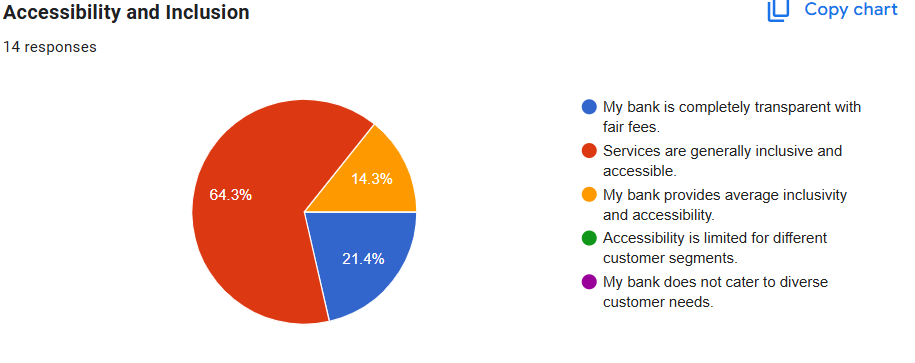 Accessibility and Inclusion
Copy chart
14 responses
64.3%
14.3%
21.4%
My bank is completely transparent with
fair fees.
Services are generally inclusive and
accessible.
My bank provides average inclusivity
and accessibility.
Accessibility is limited for different
customer segments.
My bank does not cater to diverse
customer needs.